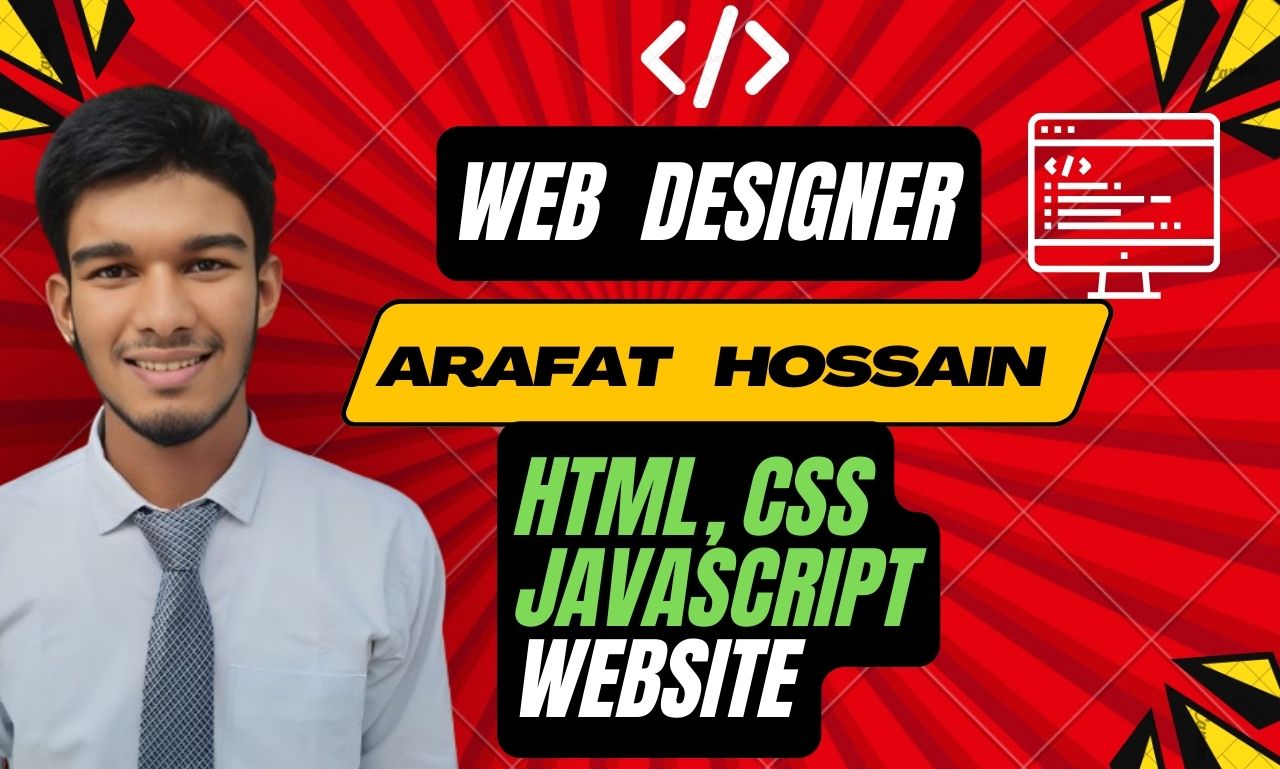 </>
WEB DESIGNER
</>
ARAFAT HOSSAIN
HTML, CSS
JAVASCRIPT
WEBSITE